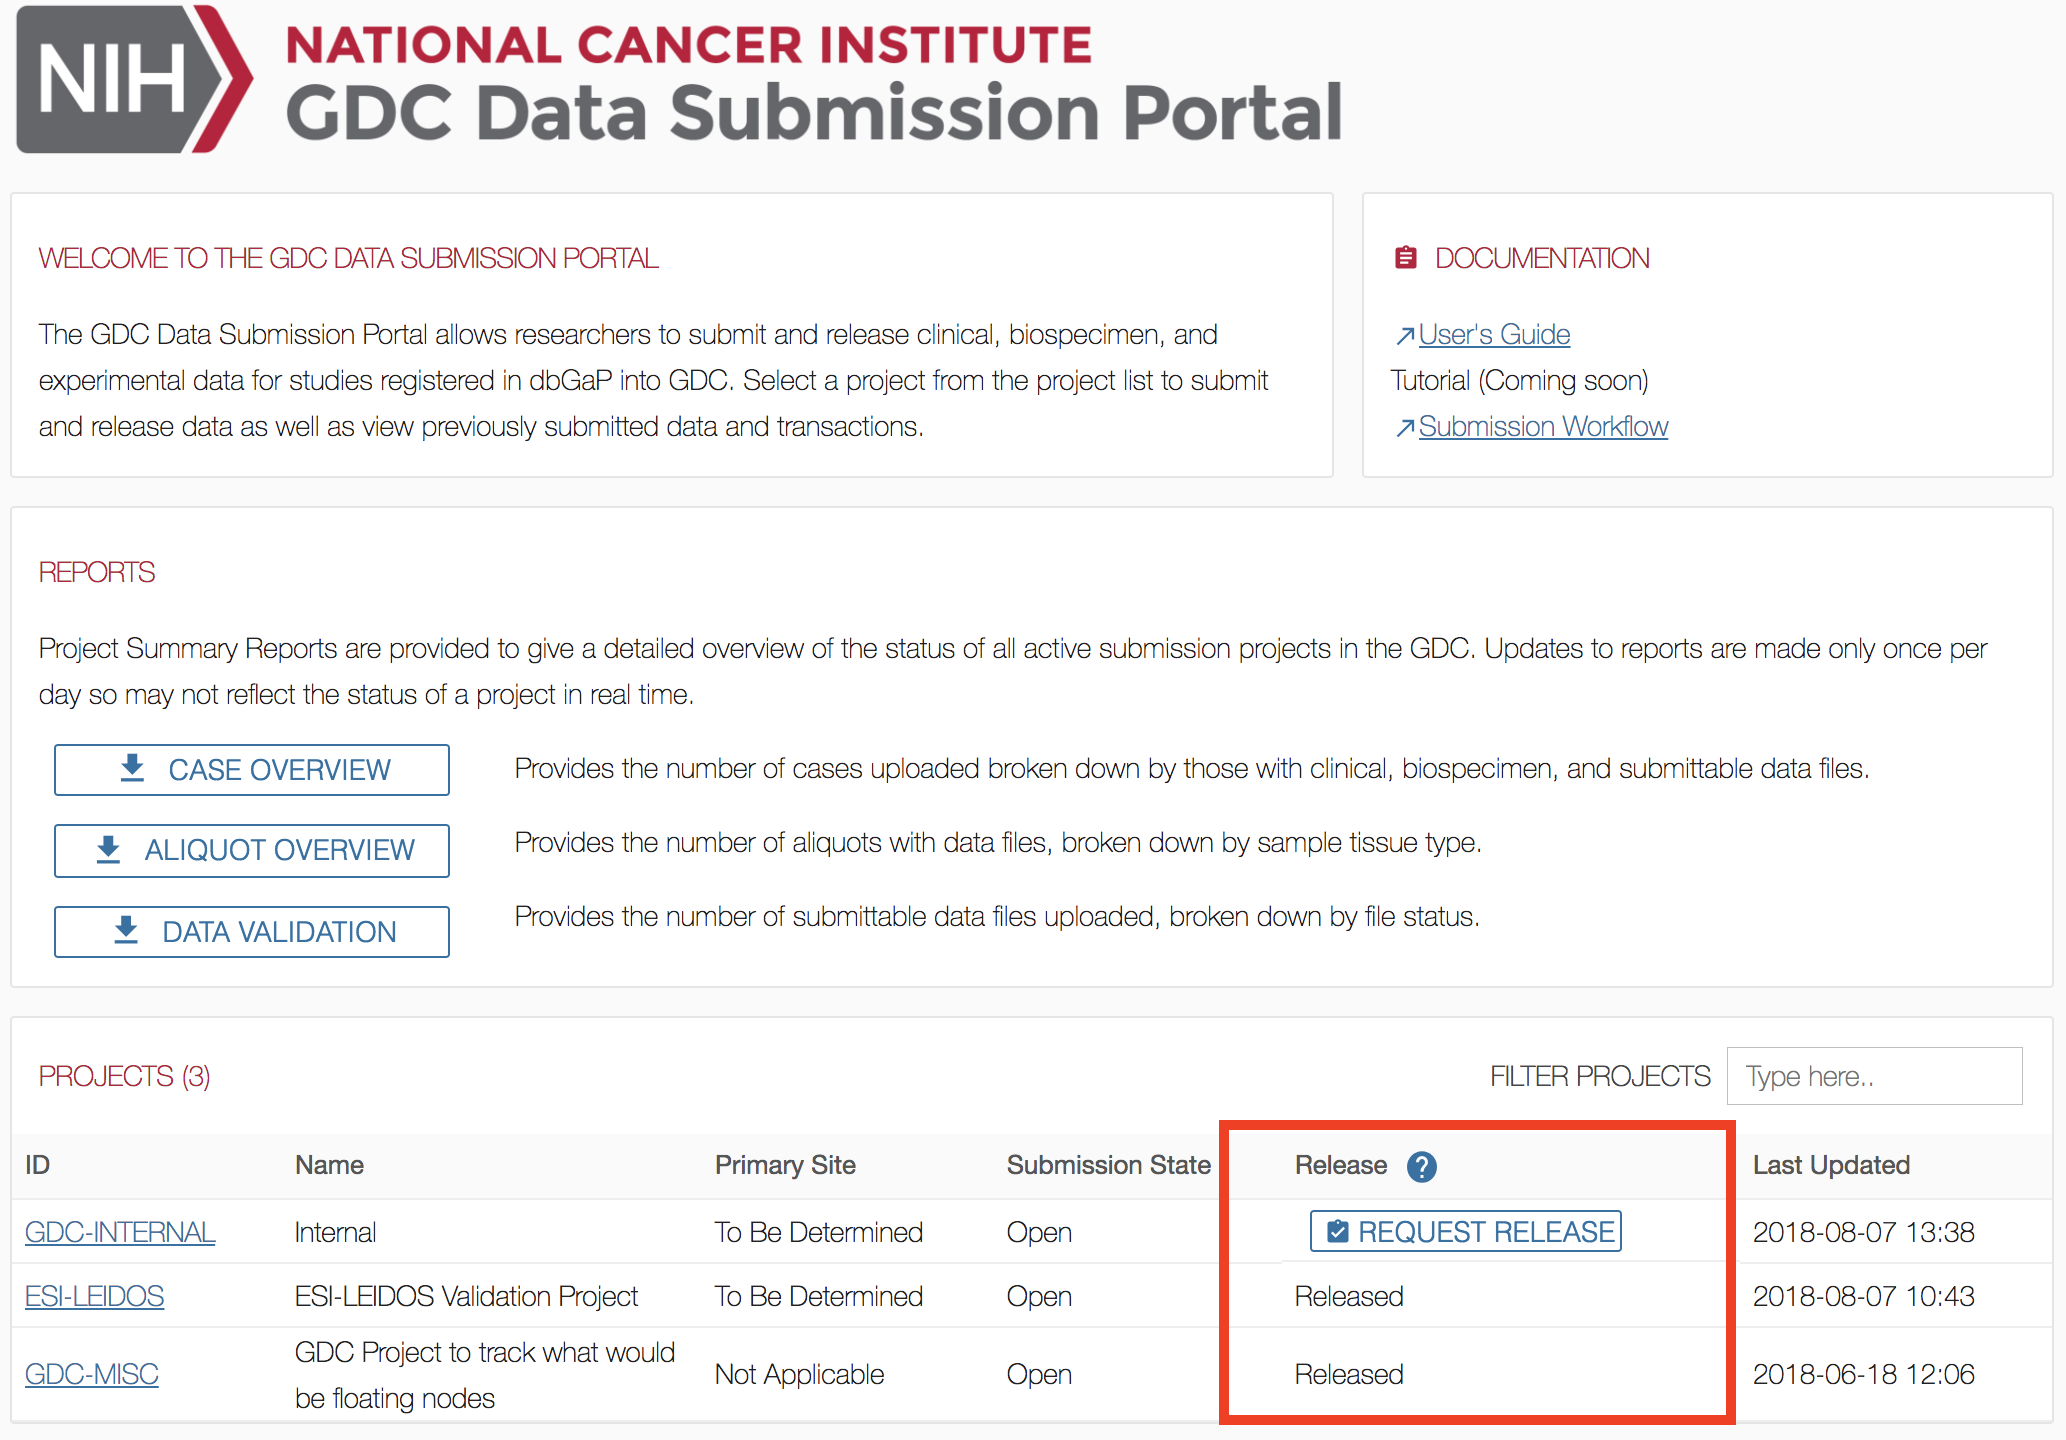 NIH
NATIONAL CANCER INSTITUTE
GDC Data Submission Portal
WELCOME TO THE GDC DATA SUBMISSION PORTAL
The GDC Data Submission Portal allows researchers to submit and release clinical, biospecimen, and
experimental data for studies registered in dbGaP into GDC. Select a project from the project list to submit
and release data as well as view previously submitted data and transactions.
DOCUMENTATION
User's Guide
Tutorial (Coming soon)
Submission Workflow
REPORTS
Project Summary Reports are provided to give a detailed overview of the status of all active submission projects in the GDC. Updates to reports are made only once per
day so may not reflect the status of a project in real time.
CASE OVERVIEW
Provides the number of cases uploaded broken down by those with clinical, biospecimen, and submittable data files.
ALIQUOT OVERVIEW
Provides the number of aliquots with data files, broken down by sample tissue type.
DATA VALIDATION
Provides the number of submittable data files uploaded, broken down by file status.
PROJECTS (3)
FILTER PROJECTS Type here..
ID Name Primary Site Submission State Release ? Last Updated
GDC-INTERNAL Internal To Be Determined Open REQUEST RELEASE 2018-08-07 13:38
ESI-LEIDOS ESI-LEIDOS Validation Project To Be Determined Open Released 2018-08-07 10:43
GDC-MISC GDC Project to track what would
be floating nodes Not Applicable Open Released 2018-06-18 12:06